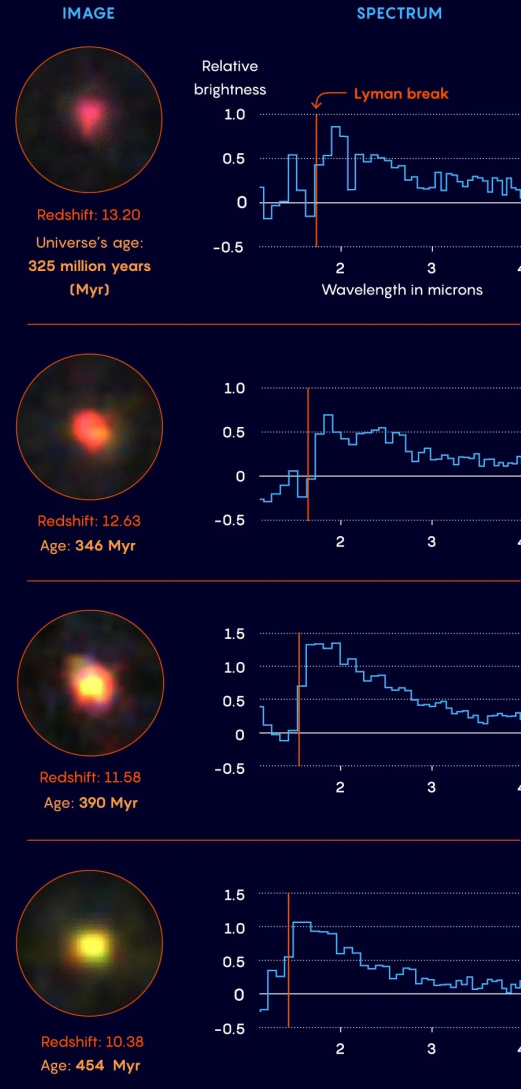 IMAGE
SPECTRUM
Relative
brightness
Lyman break
1.0
0.5
0
-0.5
2
3
Wavelength in microns
Redshift: 13.20
Universe's age:
325 million years
(Myr)
1.0
0.5
0
-0.5
2
3
Redshift: 12.63
Age: 346 Myr
1.5
1.0
0.5
0
-0.5
2
3
Redshift: 11.58
Age: 390 Myr
1.5
1.0
0.5
0
-0.5
2
3
Redshift: 10.38
Age: 454 Myr